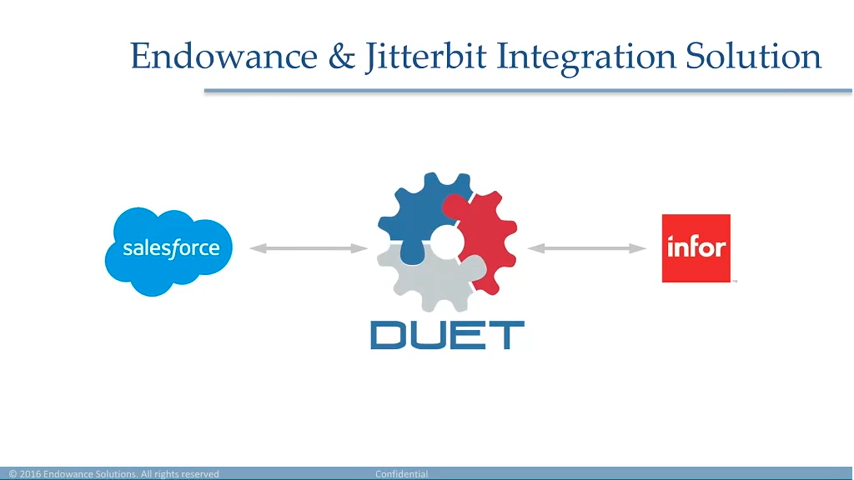 Endowance & Jitterbit Integration Solution
salesforce
infor
DUET
© 2016 Endowance Solutions. All rights reserved
Confidential